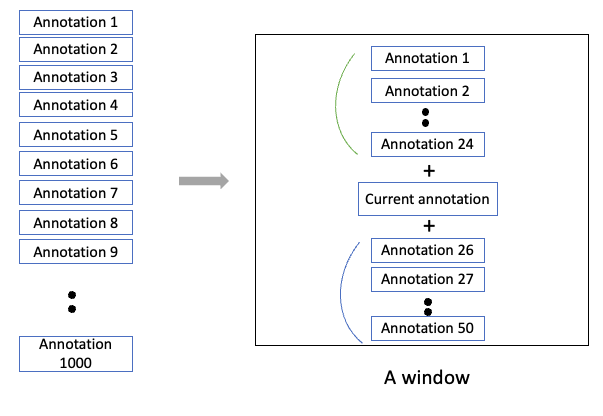 Annotation 1
Annotation 2
Annotation 3
Annotation 4
Annotation 5
Annotation 6
Annotation 7
Annotation 8
Annotation 9
Annotation
1000
Annotation 1
Annotation 2
Annotation 24
+
Current annotation
+
Annotation 26
Annotation 27
Annotation 50
A window